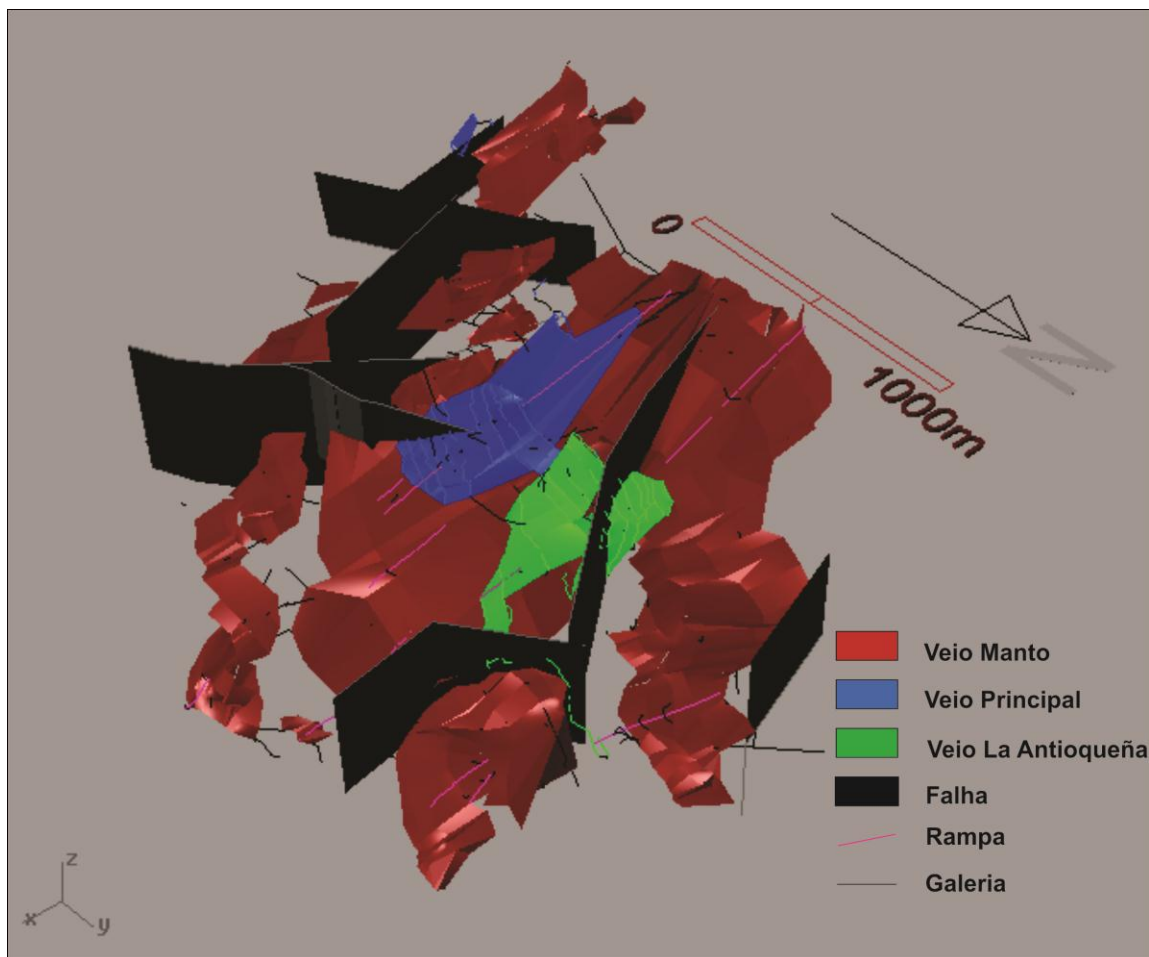 0
1000m
N
Veio Manto
Veio Principal
Veio La Antioqueña
Falha
Rampa
Galeria
z
x
y